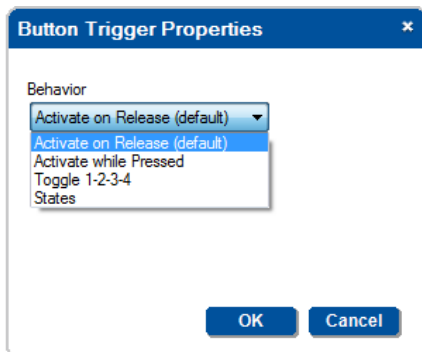 Button Trigger Properties
Behavior
Activate on Release (default)
Activate on Release (default)
Activate while Pressed
Toggle 1-2-3-4
States
OK Cancel